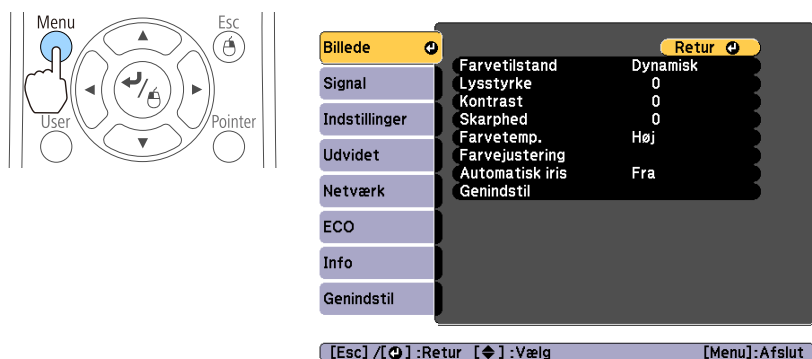 Menu
Esc
User
Pointer
Billede
Signal
Indstillinger
Udvidet
Netværk
ECO
Info
Genindstil
Retur
Farvetilstand Dynamisk
Lysstyrke 0
Kontrast 0
Skarphed 0
Farvetemp. Høj
Farvejustering
Automatisk iris Fra
Genindstil
[Esc] /[ ] :Retur [ ] :Vælg [Menu]:Afslut